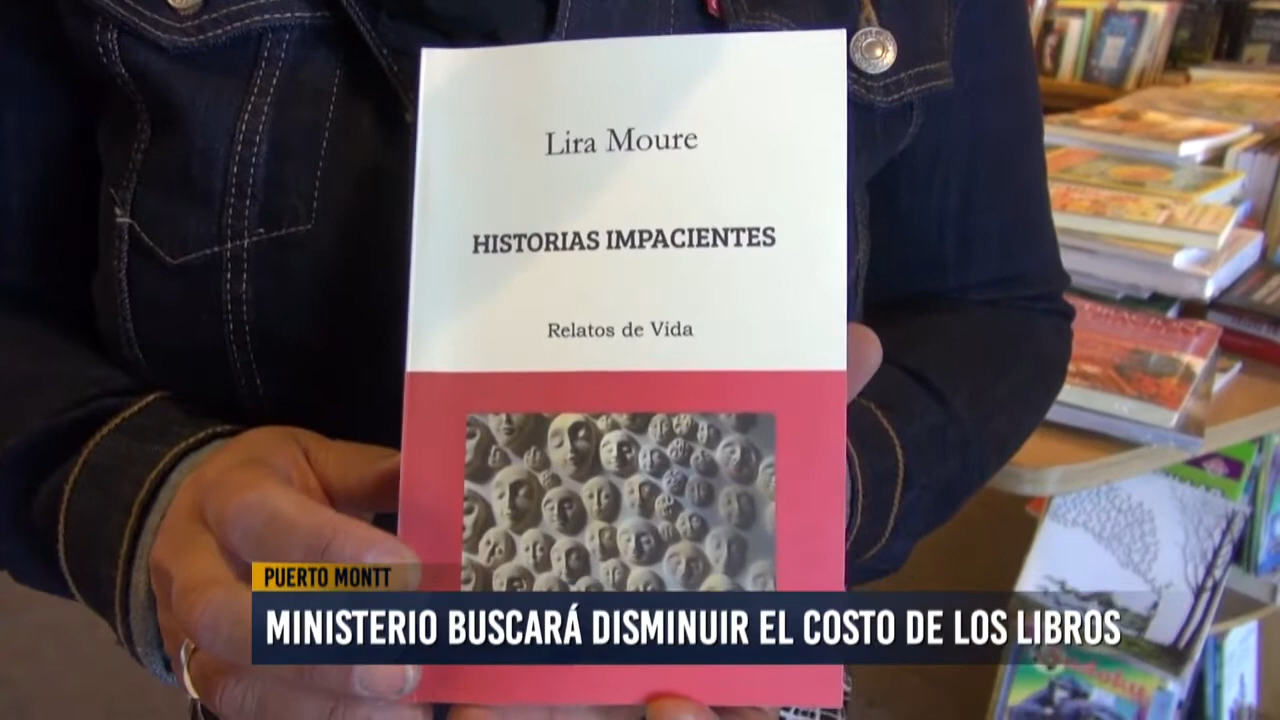 Lira Moure
HISTORIAS IMPACIENTES
Relatos de Vida
PUERTO MONTT
MINISTERIO BUSCARÁ DISMINUIR EL COSTO DE LOS LIBROS